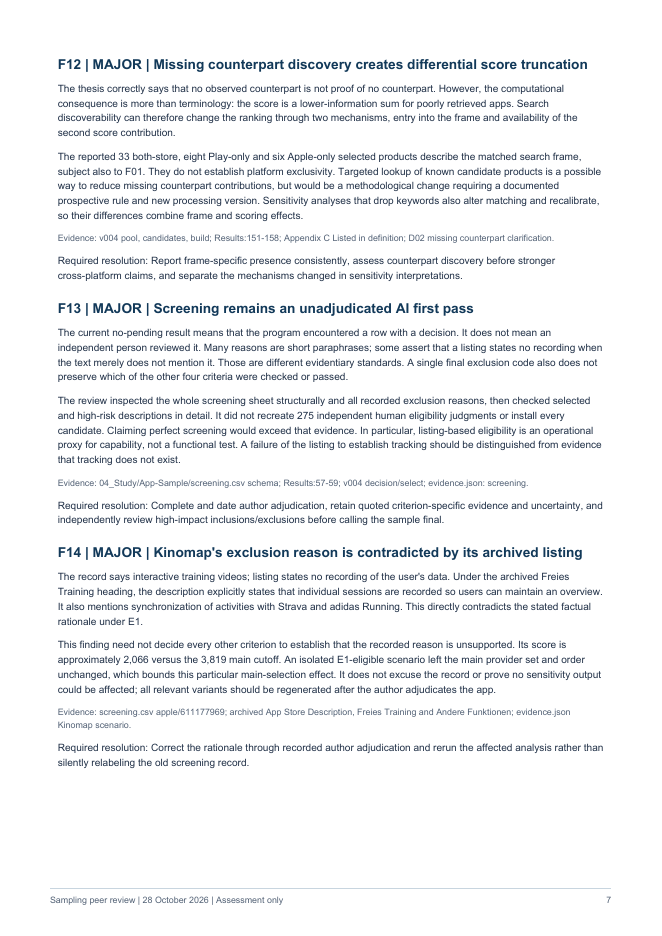 F12 | MAJOR | Missing counterpart discovery creates differential score truncation
The thesis correctly says that no observed counterpart is not proof of no counterpart. However, the computational
consequence is more than terminology: the score is a lower-information sum for poorly retrieved apps. Search
discoverability can therefore change the ranking through two mechanisms, entry into the frame and availability of the
second score contribution.
The reported 33 both-store, eight Play-only and six Apple-only selected products describe the matched search frame,
subject also to F01. They do not establish platform exclusivity. Targeted lookup of known candidate products is a possible
way to reduce missing counterpart contributions, but would be a methodological change requiring a documented
prospective rule and new processing version. Sensitivity analyses that drop keywords also alter matching and recalibrate,
so their differences combine frame and scoring effects.
Evidence: v004 pool, candidates, build; Results:151-158; Appendix C Listed in definition; D02 missing counterpart clarification.
Required resolution: Report frame-specific presence consistently, assess counterpart discovery before stronger
cross-platform claims, and separate the mechanisms changed in sensitivity interpretations.
F13 | MAJOR | Screening remains an unadjudicated AI first pass
The current no-pending result means that the program encountered a row with a decision. It does not mean an
independent person reviewed it. Many reasons are short paraphrases; some assert that a listing states no recording when
the text merely does not mention it. Those are different evidentiary standards. A single final exclusion code also does not
preserve which of the other four criteria were checked or passed.
The review inspected the whole screening sheet structurally and all recorded exclusion reasons, then checked selected
and high-risk descriptions in detail. It did not recreate 275 independent human eligibility judgments or install every
candidate. Claiming perfect screening would exceed that evidence. In particular, listing-based eligibility is an operational
proxy for capability, not a functional test. A failure of the listing to establish tracking should be distinguished from evidence
that tracking does not exist.
Evidence: 04_Study/App-Sample/screening.csv schema; Results:57-59; v004 decision/select; evidence.json: screening.
Required resolution: Complete and date author adjudication, retain quoted criterion-specific evidence and uncertainty, and
independently review high-impact inclusions/exclusions before calling the sample final.
F14 | MAJOR | Kinomap's exclusion reason is contradicted by its archived listing
The record says interactive training videos; listing states no recording of the user's data. Under the archived Freies
Training heading, the description explicitly states that individual sessions are recorded so users can maintain an overview.
It also mentions synchronization of activities with Strava and adidas Running. This directly contradicts the stated factual
rationale under E1.
This finding need not decide every other criterion to establish that the recorded reason is unsupported. Its score is
approximately 2,066 versus the 3,819 main cutoff. An isolated E1-eligible scenario left the main provider set and order
unchanged, which bounds this particular main-selection effect. It does not excuse the record or prove no sensitivity output
could be affected; all relevant variants should be regenerated after the author adjudicates the app.
Evidence: screening.csv apple/611177969; archived App Store Description, Freies Training and Andere Funktionen; evidence.json
Kinomap scenario.
Required resolution: Correct the rationale through recorded author adjudication and rerun the affected analysis rather than
silently relabeling the old screening record.
Sampling peer review | 28 October 2026 | Assessment only
7